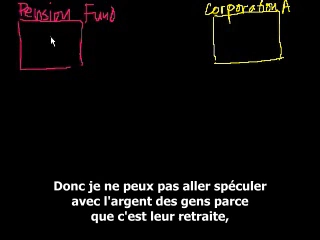 Pension Fund
Corporation A
Donc je ne peux pas aller spéculer
avec l'argent des gens parce
que c'est leur retraite,